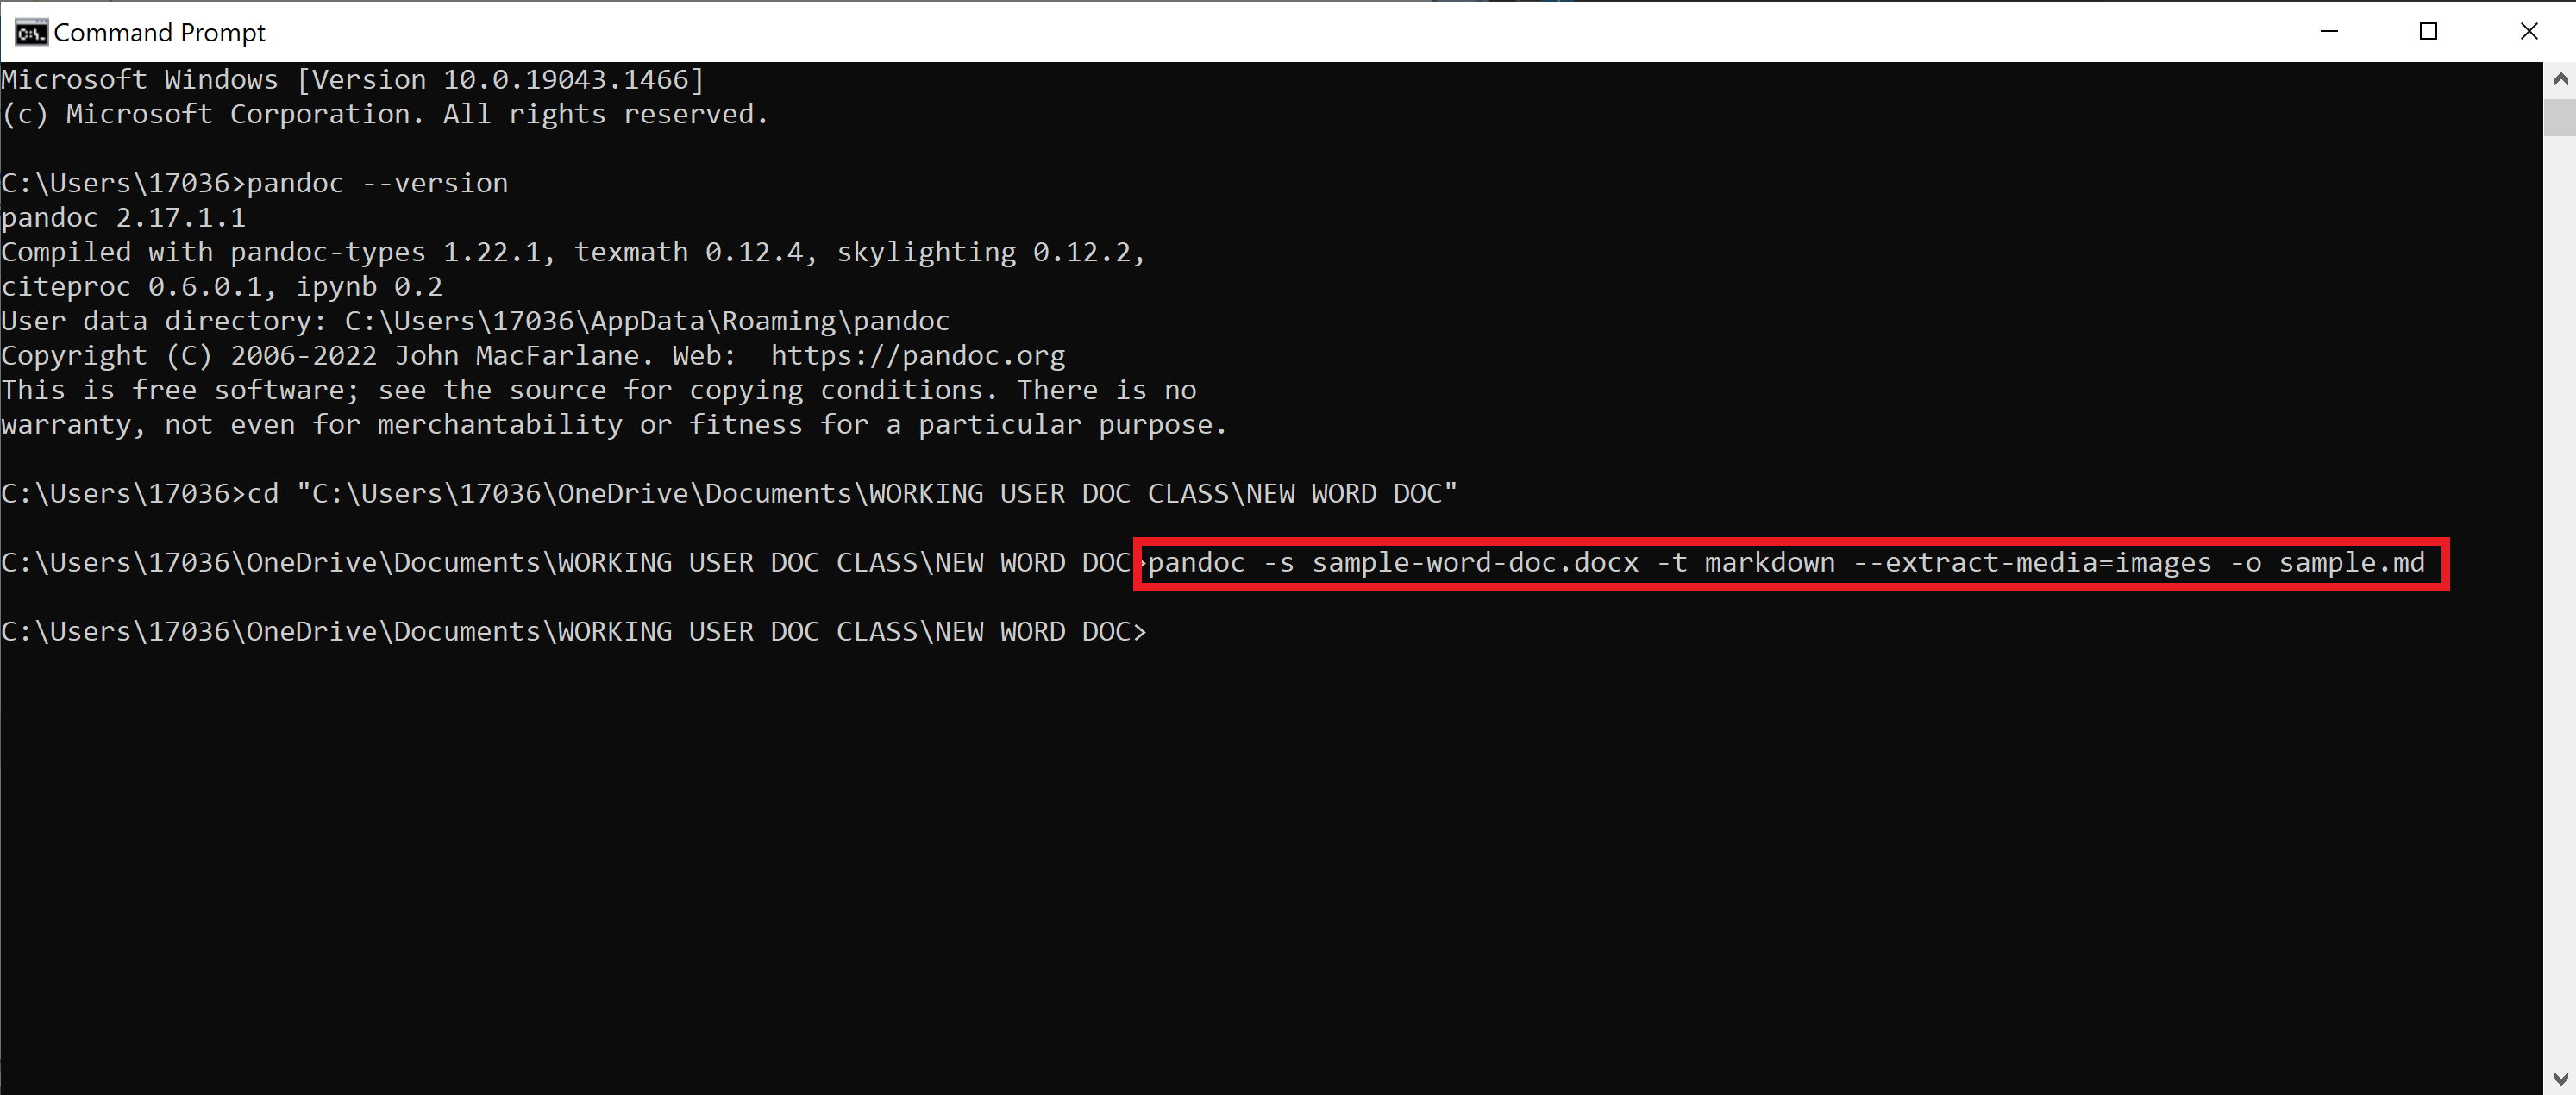 Command Prompt
Microsoft Windows [Version 10.0.19043.1466]
(c) Microsoft Corporation. All rights reserved.
C:\Users\17036>pandoc --version
pandoc 2.17.1.1
Compiled with pandoc-types 1.22.1, texmath 0.12.4, skylighting 0.12.2,
citeproc 0.6.0.1, ipynb 0.2
User data directory: C:\Users\17036\AppData\Roaming\pandoc
Copyright (C) 2006-2022 John MacFarlane. Web:  https://pandoc.org
This is free software; see the source for copying conditions. There is no
warranty, not even for merchantability or fitness for a particular purpose.
C:\Users\17036>cd "C:\Users\17036\OneDrive\Documents\WORKING USER DOC CLASS\NEW WORD DOC"
C:\Users\17036\OneDrive\Documents\WORKING USER DOC CLASS\NEW WORD DOC>pandoc -s sample-word-doc.docx -t markdown --extract-media=images -o sample.md
C:\Users\17036\OneDrive\Documents\WORKING USER DOC CLASS\NEW WORD DOC>